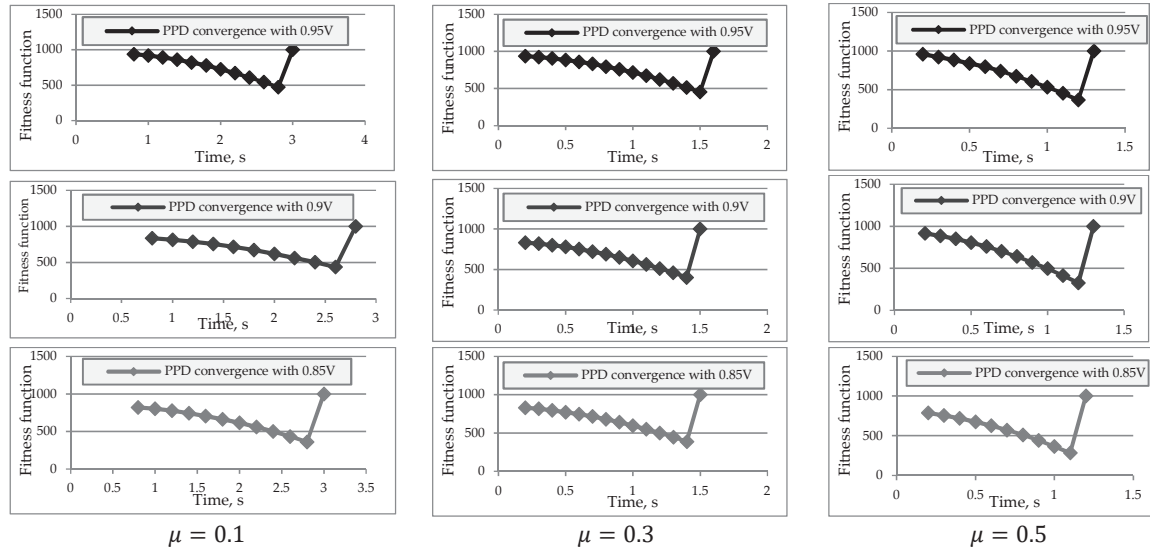 PPD convergence with 0.95V
Fitness function
1500
1000
500
0
0 1 2 3 4
Time, s
PPD convergence with 0.95V
Fitness function
1500
1000
500
0
0 0.5 1 1.5 2
Time, s
PPD convergence with 0.95V
Fitness function
1500
1000
500
0
0 0.5 1 1.5
Time, s
PPD convergence with 0.9V
Fitness function
1500
1000
500
0
0 0.5 1 1.5 2 2.5 3
Time, s
PPD convergence with 0.9V
Fitness function
1500
1000
500
0
0 0.5 1 1.5 2
Time, s
PPD convergence with 0.9V
Fitness function
1500
1000
500
0
0 0.5 1 1.5
Time, s
PPD convergence with 0.85V
Fitness function
1500
1000
500
0
0 0.5 1 1.5 2 2.5 3 3.5
Time, s
PPD convergence with 0.85V
Fitness function
1500
1000
500
0
0 0.5 1 1.5 2
Time, s
PPD convergence with 0.85V
Fitness function
1500
1000
500
0
0 0.5 1 1.5
Time, s
μ = 0.1
μ = 0.3
μ = 0.5